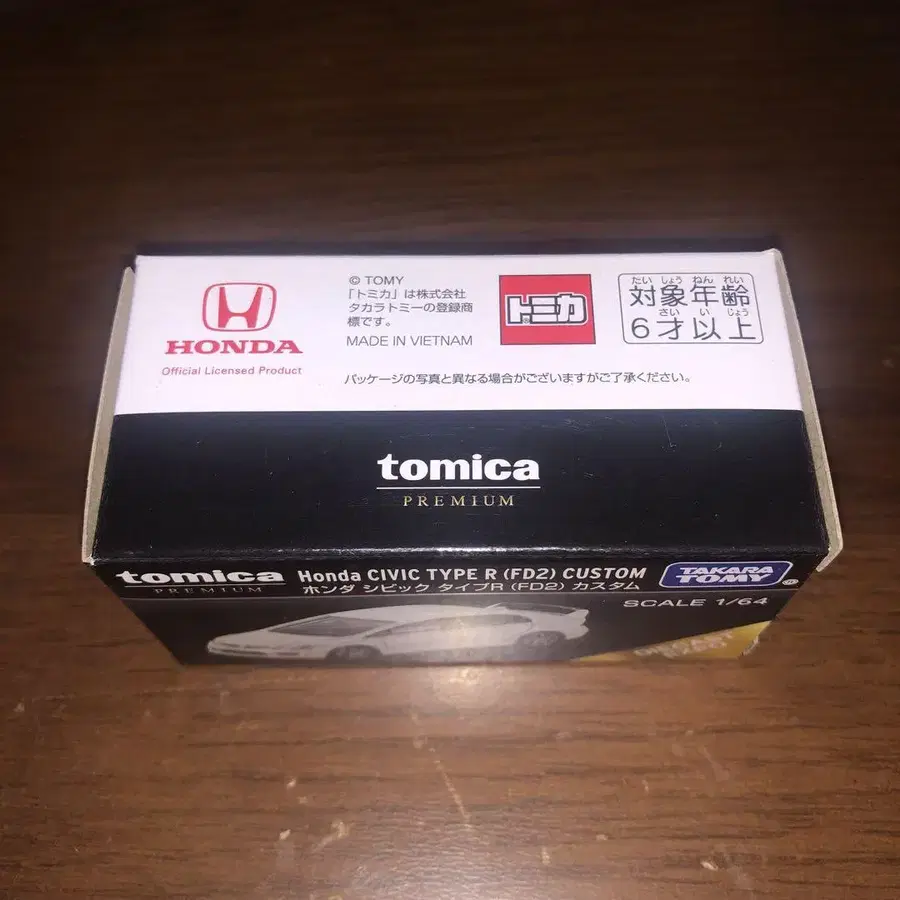 HONDA
Official Licensed Product
© TOMY
「トミカ」は株式会社
タカラトミーの登録商
標です。
MADE IN VIETNAM
トミカ
たい しょう ねん れい
対象年齢
さい い じょう
6才以上
パッケージの写真と異なる場合がございますがご了承ください。
tomica
PREMIUM
tomica
PREMIUM
Honda CIVIC TYPE R (FD2) CUSTOM
ホンダ シビック タイプR (FD2) カスタム
TAKARA
TOMY
®
SCALE 1/64